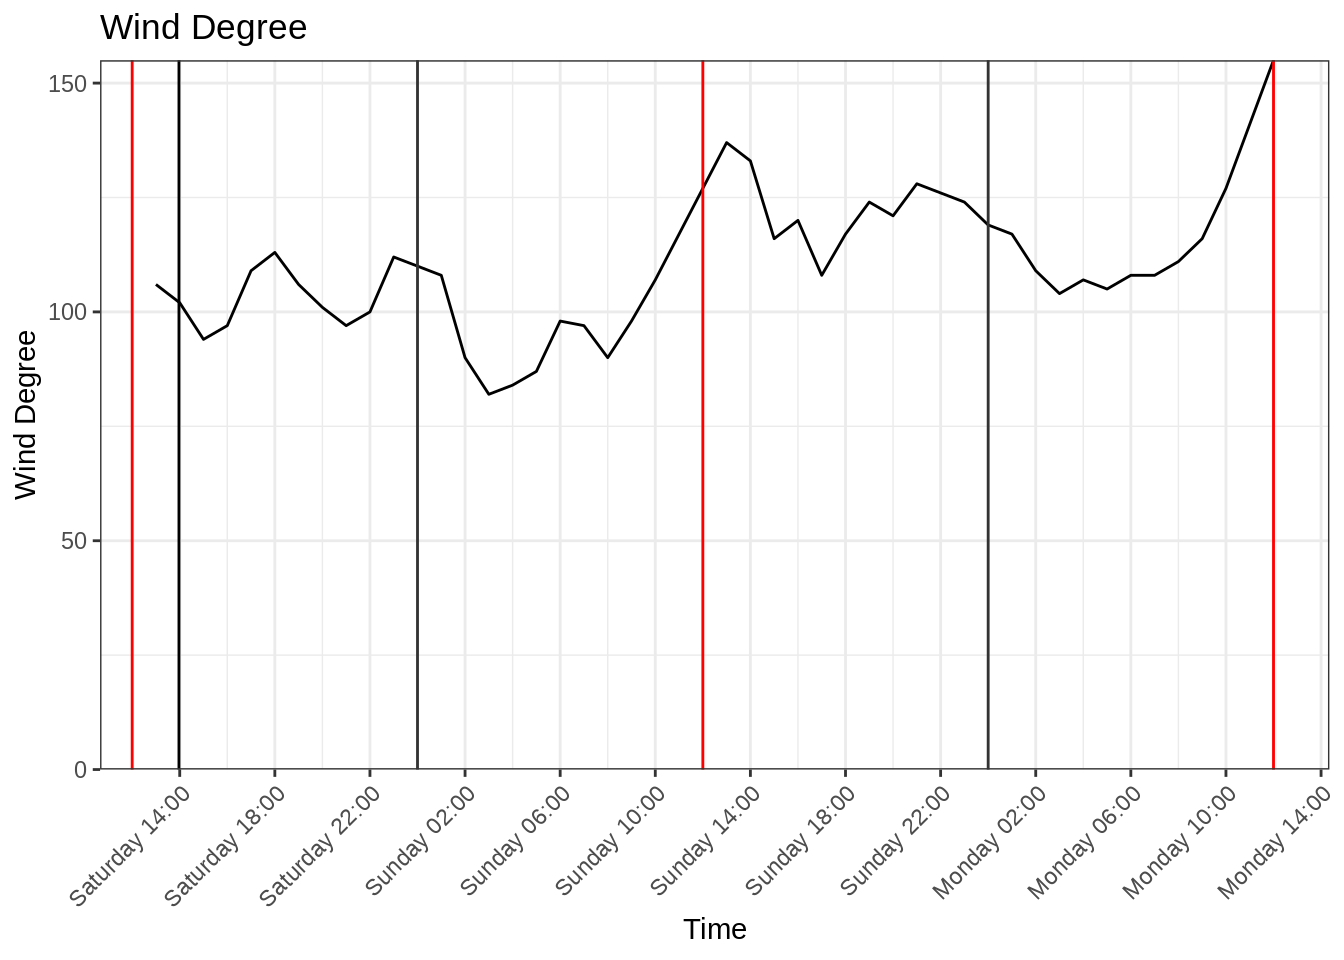 Wind Degree
150
100
50
0
Wind Degree
Saturday 14:00
Saturday 18:00
Saturday 22:00
Sunday 02:00
Sunday 06:00
Sunday 10:00
Sunday 14:00
Sunday 18:00
Sunday 22:00
Monday 02:00
Monday 06:00
Monday 10:00
Monday 14:00
Time